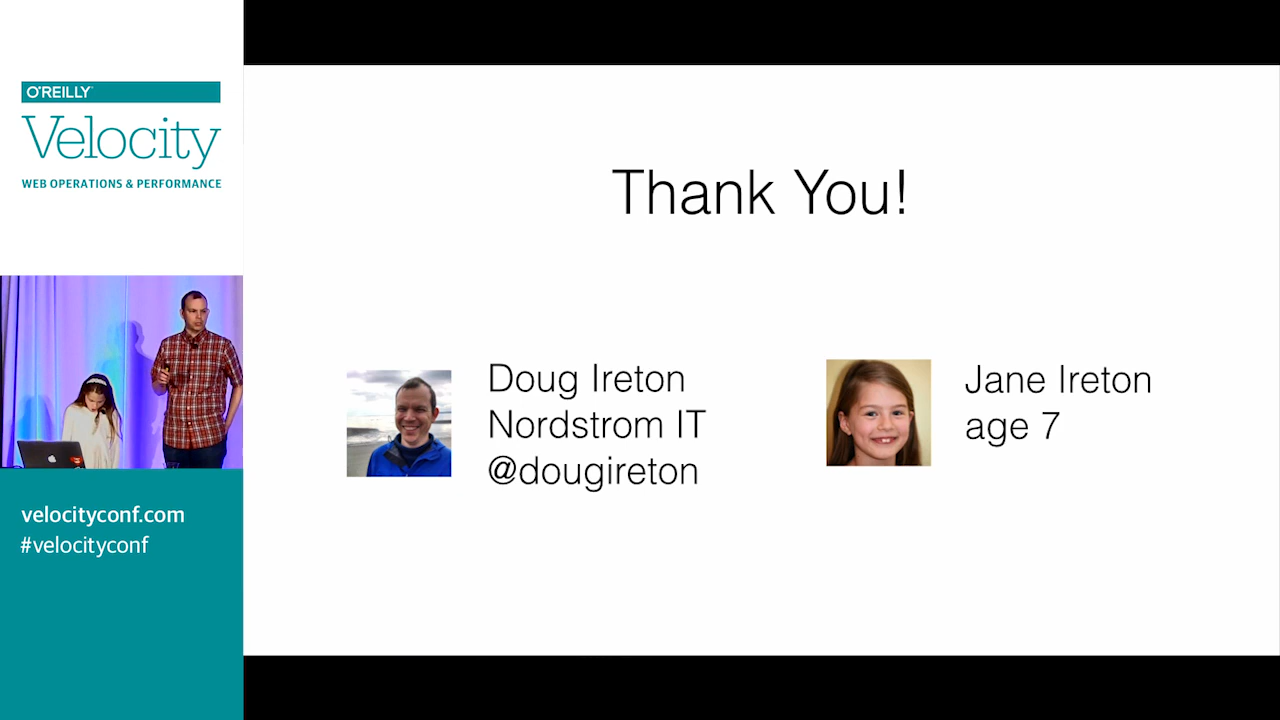 O'REILLY
Velocity
WEB OPERATIONS & PERFORMANCE
velocityconf.com
#velocityconf
Thank You!
Doug Ireton
Nordstrom IT
@dougireton
Jane Ireton
age 7